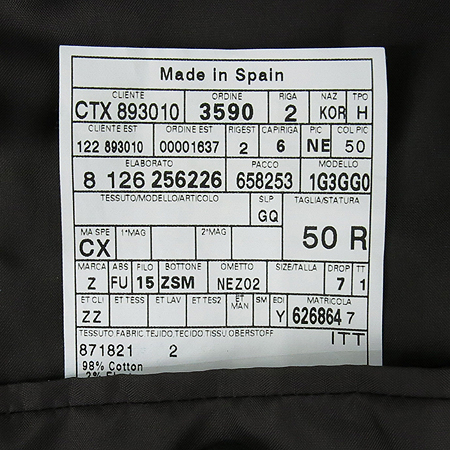 Made in Spain
CLIENTE ORDINE RIGA NAZ TPO
CTX 893010 3590 2 KOR H
CLIENTE EST ORDINE EST RIGEST CAPIRIGA PIC COL PIC
122 893010 00001637 2 6 NE 50
ELABORATO PACCO MODELLO
8 126 256226 658253 1G3GG0
TESSUTO/MODELLO/ARTICOLO SLP TAGLIA/STATURA
GQ
50 R
MA SPE 1°MAG 2°MAG
CX
MARCA ABS FILO BOTTONE OMETTO SIZE/TALLA DROP TT
Z FU 15 ZSM NEZ02 7 1
ET CLI ET TESS ET LAV ET TES2 ET MAN SM EDI MATRICOLA
ZZ Y 626864 7
TESSUTO.FABRIC.TEJIDO.TECIDO.TISSU.OBERSTOFF ITT
871821 2
98% Cotton